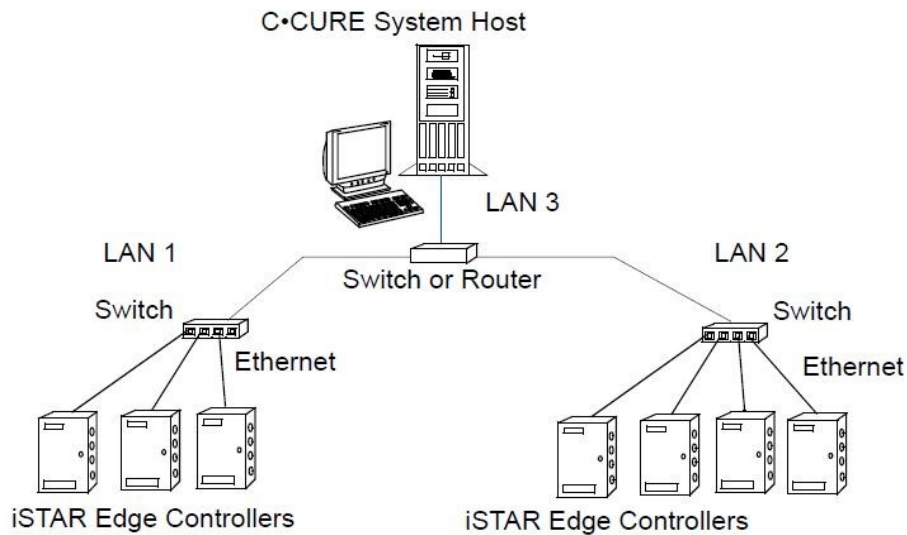 C•CURE System Host
LAN 3
LAN 1
LAN 2
Switch or Router
Switch
Switch
Ethernet
Ethernet
iSTAR Edge Controllers
iSTAR Edge Controllers